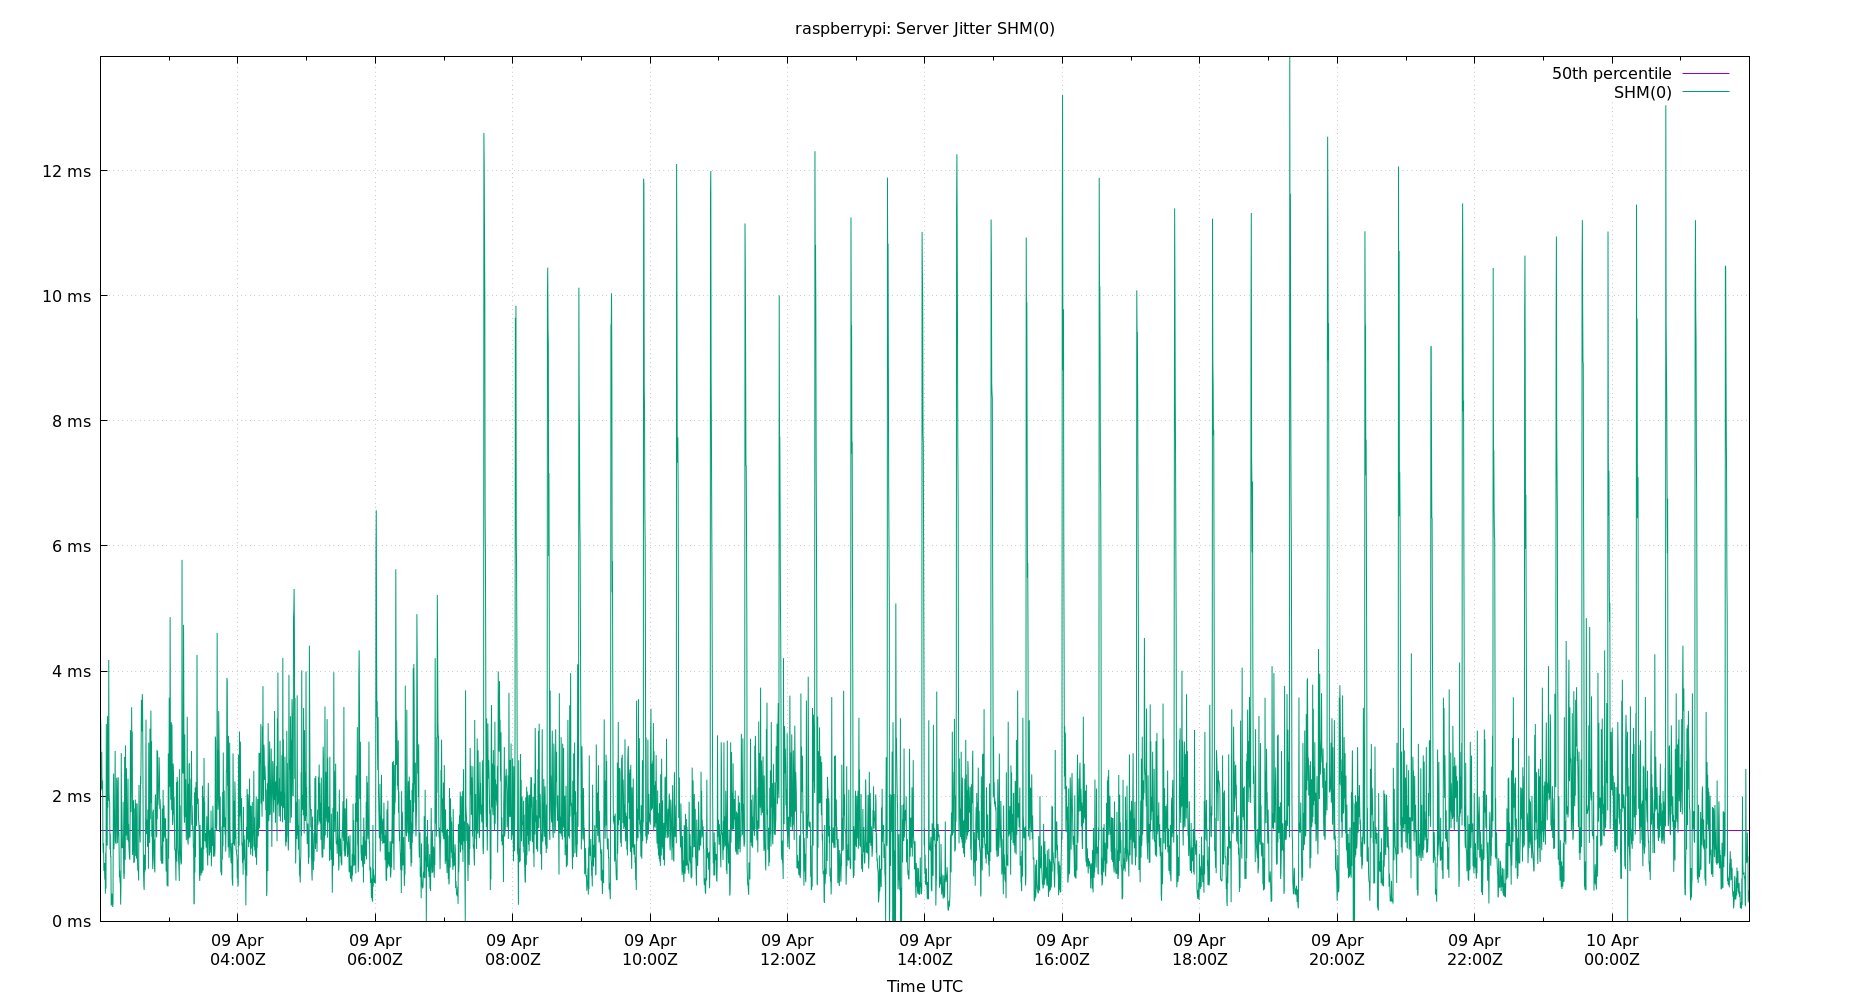 raspberrypi: Server Jitter SHM(0)
50th percentile
SHM(0)
12 ms
10 ms
8 ms
6 ms
4 ms
2 ms
0 ms
09 Apr 09 Apr 09 Apr 09 Apr 09 Apr 09 Apr 09 Apr 09 Apr 09 Apr 09 Apr 10 Apr
04:00Z 06:00Z 08:00Z 10:00Z 12:00Z 14:00Z 16:00Z 18:00Z 20:00Z 22:00Z 00:00Z
Time UTC